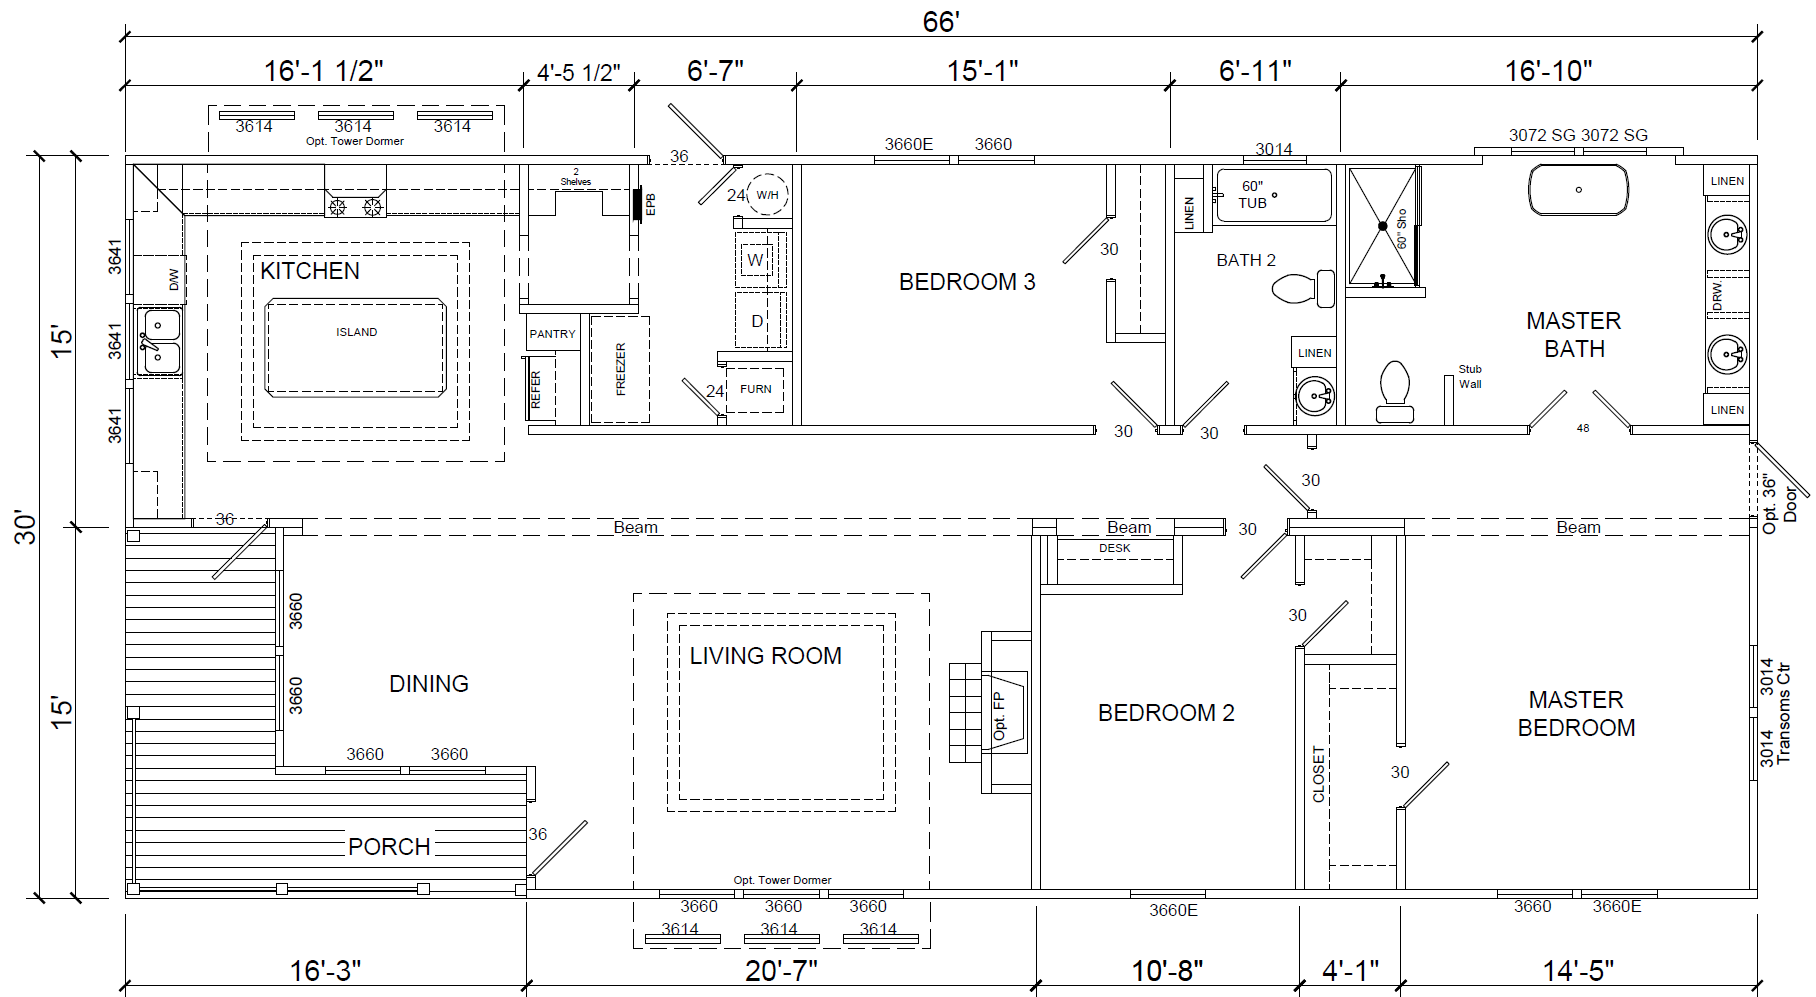 66'
16'-1 1/2"
4'-5 1/2"
6'-7"
15'-1"
6'-11"
16'-10"
3614
3614
3614
Opt. Tower Dormer
36
3660E
3660
3014
3072 SG
3072 SG
2
Shelves
EPB
24
W/H
LINEN
60"
TUB
60" Sho
LINEN
3641
KITCHEN
D/W
W
BEDROOM 3
30
BATH 2
DRW.
ISLAND
3641
D
MASTER
BATH
15'
PANTRY
FREEZER
REFER
24
FURN
LINEN
Stub
Wall
LINEN
3641
30
30
48
30
Opt. 36"
Door
30'
36
Beam
Beam
30
Beam
DESK
3660
30
LIVING ROOM
DINING
3660
Opt. FP
BEDROOM 2
MASTER
BEDROOM
3014
3014
Transoms Ctr
15'
3660
3660
CLOSET
30
PORCH
36
Opt. Tower Dormer
3660
3660
3660
3660E
3660
3660E
3614
3614
3614
16'-3"
20'-7"
10'-8"
4'-1"
14'-5"